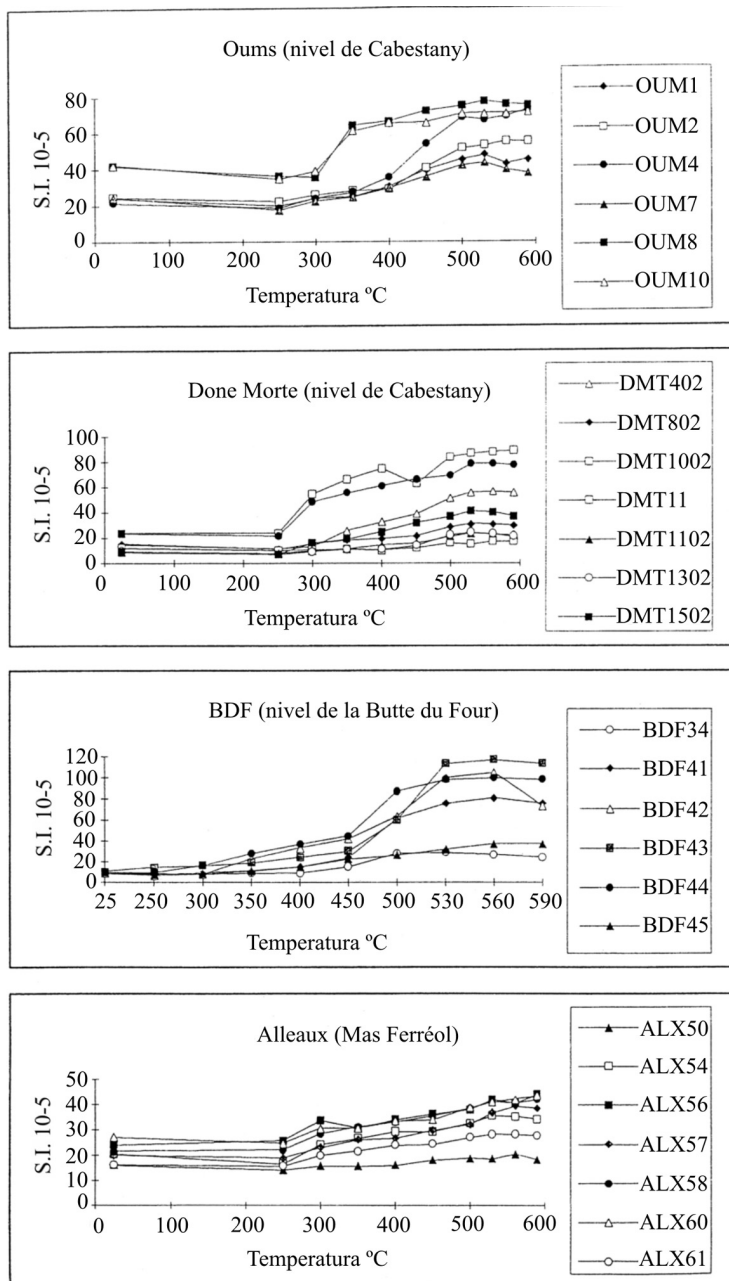 Oums (nivel de Cabestany)
S.I. 10-5
80
60
40
20
0
0 100 200 300 400 500 600
Temperatura ºC
OUM1
OUM2
OUM4
OUM7
OUM8
OUM10
Done Morte (nivel de Cabestany)
S.I. 10-5
100
80
60
40
20
0
0 100 200 300 400 500 600
Temperatura ºC
DMT402
DMT802
DMT1002
DMT11
DMT1102
DMT1302
DMT1502
BDF (nivel de la Butte du Four)
S.I. 10-5
120
100
80
60
40
20
0
25 250 300 350 400 450 500 530 560 590
Temperatura ºC
BDF34
BDF41
BDF42
BDF43
BDF44
BDF45
Alleaux (Mas Ferréol)
S.I. 10-5
50
40
30
20
10
0
0 100 200 300 400 500 600
Temperatura ºC
ALX50
ALX54
ALX56
ALX57
ALX58
ALX60
ALX61